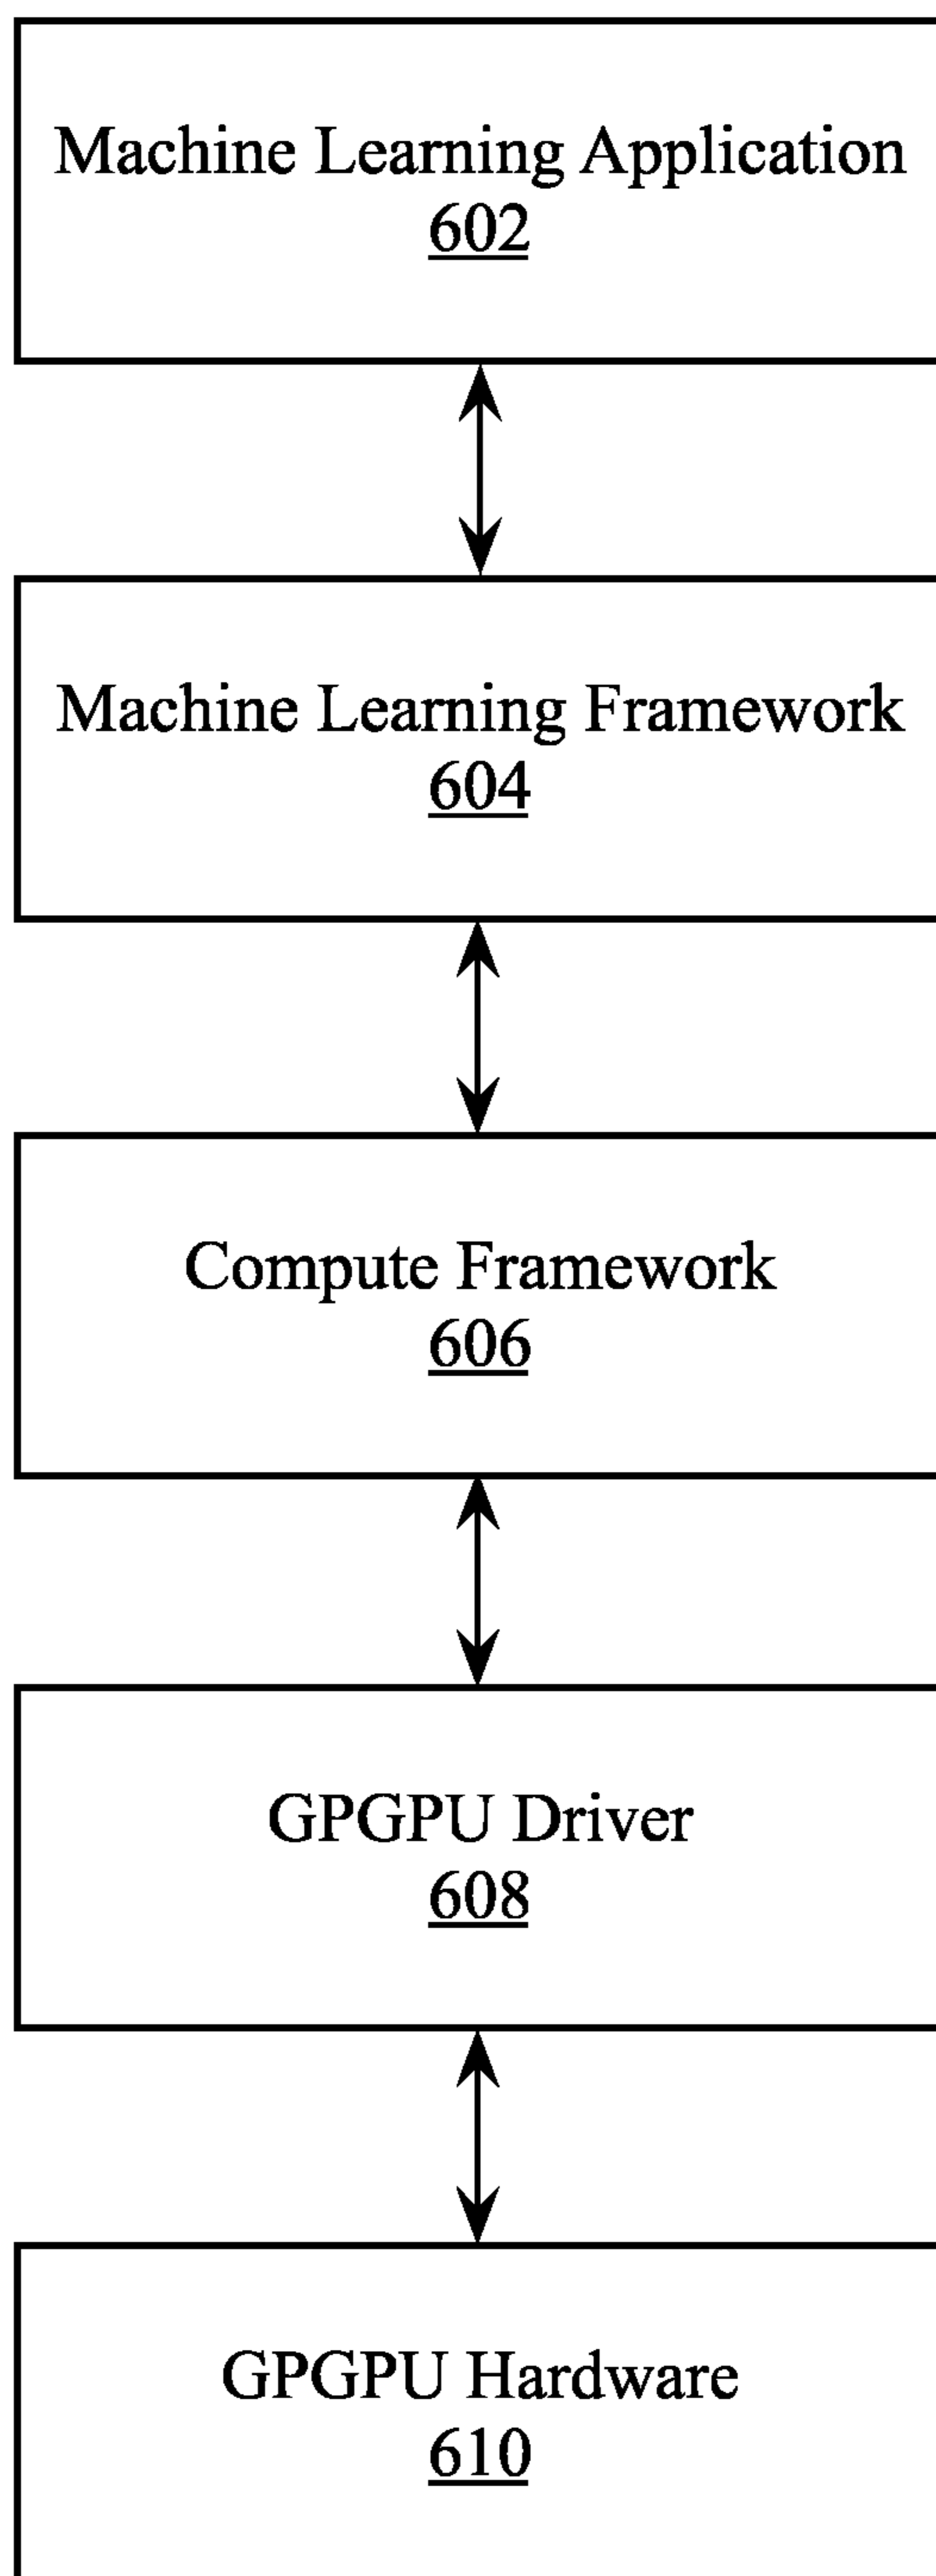 Machine Learning Application
602
Machine Learning Framework
604
Compute Framework
606
GPGPU Driver
608
GPGPU Hardware
610